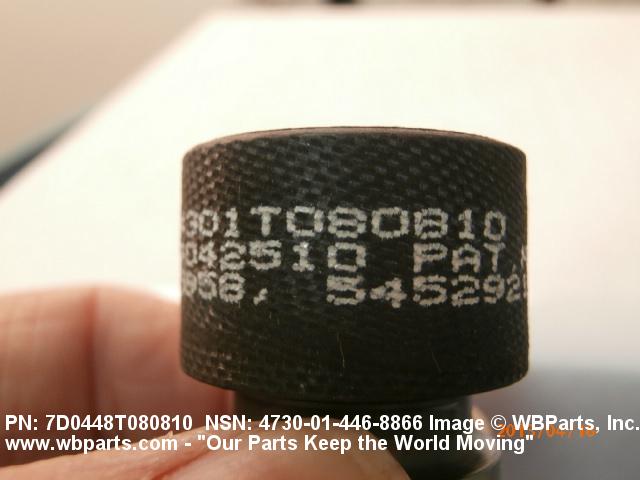 301T080810
042510 PAT
958, 545292
PN: 7D0448T080810 NSN: 4730-01-446-8866 Image © WBParts, Inc.
www.wbparts.com - "Our Parts Keep the World Moving"